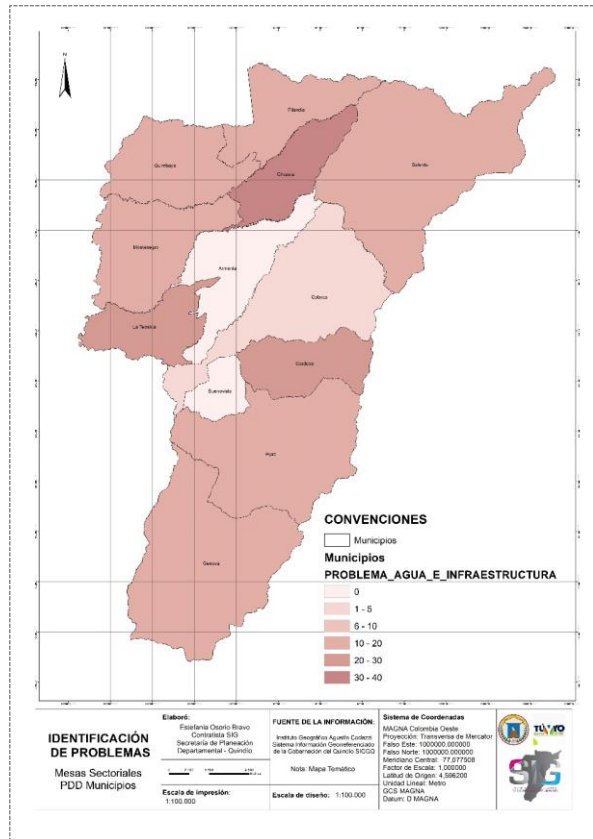 N
Filandia
Quimbaya
Circasia
Salento
Montenegro
Armenia
Calarca
La Tebaida
Cordoba
Buenavista
Pijao
Genova
CONVENCIONES
Municipios
Municipios
PROBLEMA_AGUA_E_INFRAESTRUCTURA
0
1 - 5
6 - 10
10 - 20
20 - 30
30 - 40
IDENTIFICACIÓN
DE PROBLEMAS
Mesas Sectoriales
PDD Municipios
Elaboró:
Estefania Osorio Bravo
Contratista SIG
Secretaría de Planeación
Departamental - Quindío
Escala de impresión:
1:100.000
FUENTE DE LA INFORMACIÓN:
Instituto Geográfico Agustín Codazzi
Sistema Información Georreferenciado
de la Gobernación del Quindío SIGGQ
Nota: Mapa Temático
Escala de diseño: 1:100.000
Sistema de Coordenadas
MAGNA Colombia Oeste
Proyección: Transversa de Mercator
Falso Este: 1000000,000000
Falso Norte: 1000000,000000
Meridiano Central: 77,077508
Factor de Escala: 1,000000
Latitud de Origen: 4,596200
Unidad Lineal: Metro
GCS MAGNA
Datum: D MAGNA
TÚ Y YO
SIG